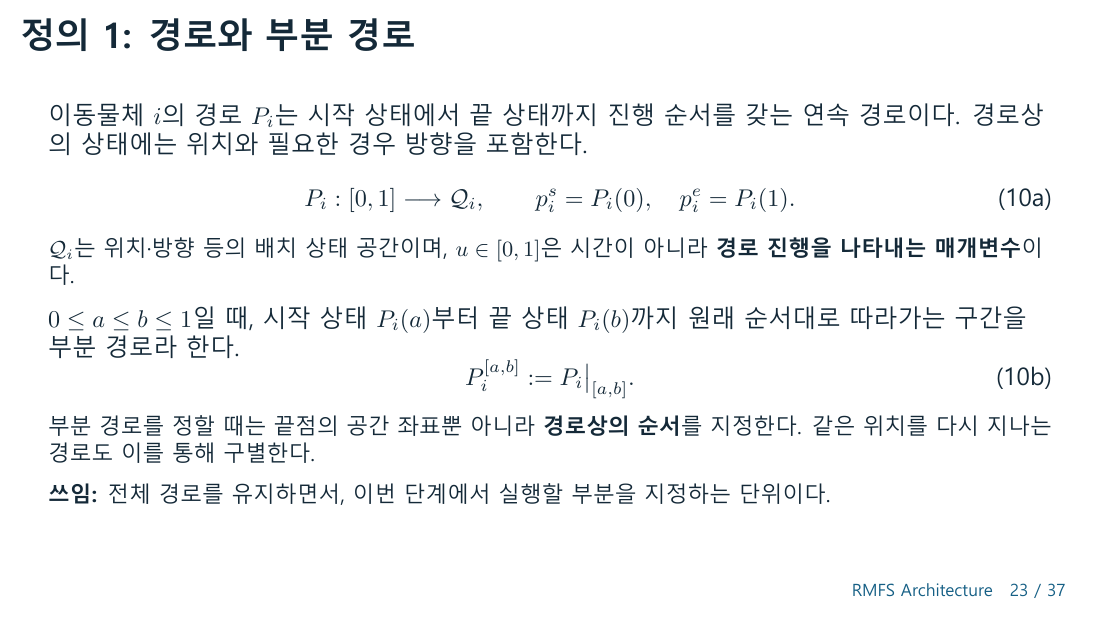 정의 1: 경로와 부분 경로
이동물체 i의 경로 P_i는 시작 상태에서 끝 상태까지 진행 순서를 갖는 연속 경로이다. 경로상
의 상태에는 위치와 필요한 경우 방향을 포함한다.
P_i : [0, 1] ⟶ 𝒬_i, p_i^s = P_i(0), p_i^e = P_i(1). (10a)
𝒬_i는 위치·방향 등의 배치 상태 공간이며, u ∈ [0, 1]은 시간이 아니라 경로 진행을 나타내는 매개변수이
다.
0 ≤ a ≤ b ≤ 1일 때, 시작 상태 P_i(a)부터 끝 상태 P_i(b)까지 원래 순서대로 따라가는 구간을
부분 경로라 한다.
P_i^{[a,b]} := P_i|_{[a,b]}. (10b)
부분 경로를 정할 때는 끝점의 공간 좌표뿐 아니라 경로상의 순서를 지정한다. 같은 위치를 다시 지나는
경로도 이를 통해 구별한다.
쓰임: 전체 경로를 유지하면서, 이번 단계에서 실행할 부분을 지정하는 단위이다.
RMFS Architecture 23 / 37